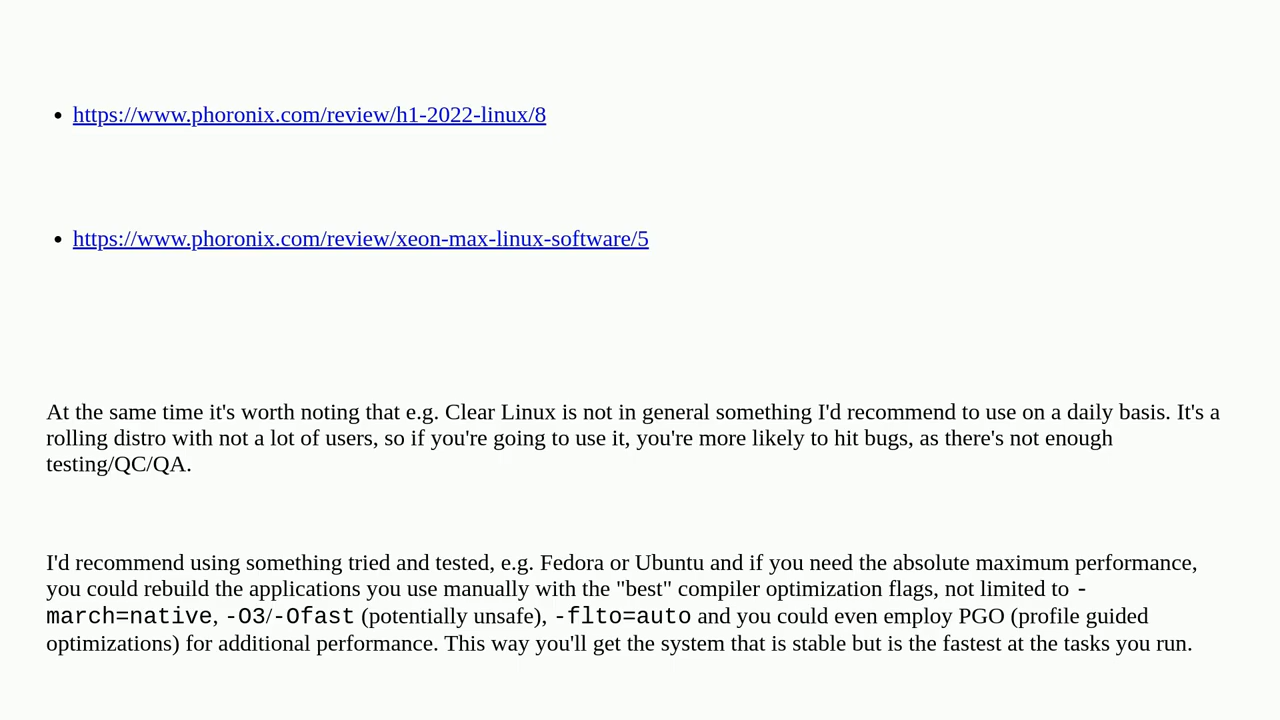 • https://www.phoronix.com/review/h1-2022-linux/8
• https://www.phoronix.com/review/xeon-max-linux-software/5
At the same time it's worth noting that e.g. Clear Linux is not in general something I'd recommend to use on a daily basis. It's a
rolling distro with not a lot of users, so if you're going to use it, you're more likely to hit bugs, as there's not enough
testing/QC/QA.
I'd recommend using something tried and tested, e.g. Fedora or Ubuntu and if you need the absolute maximum performance,
you could rebuild the applications you use manually with the "best" compiler optimization flags, not limited to -
march=native, -O3/-Ofast (potentially unsafe), -flto=auto and you could even employ PGO (profile guided
optimizations) for additional performance. This way you'll get the system that is stable but is the fastest at the tasks you run.